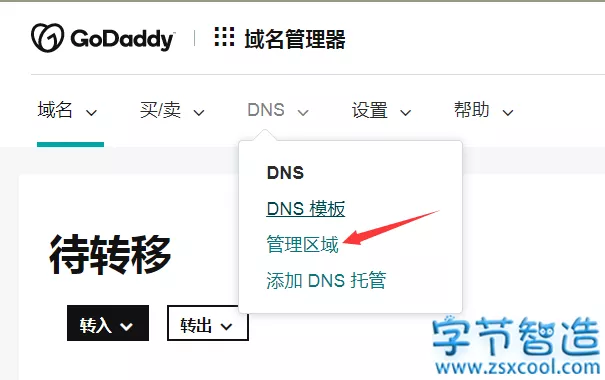 GoDaddy 域名管理器
域名 买/卖 DNS 设置 帮助
DNS
DNS 模板
管理区域
添加 DNS 托管
待转移
转入 转出
字节智造
www.zsxcool.com